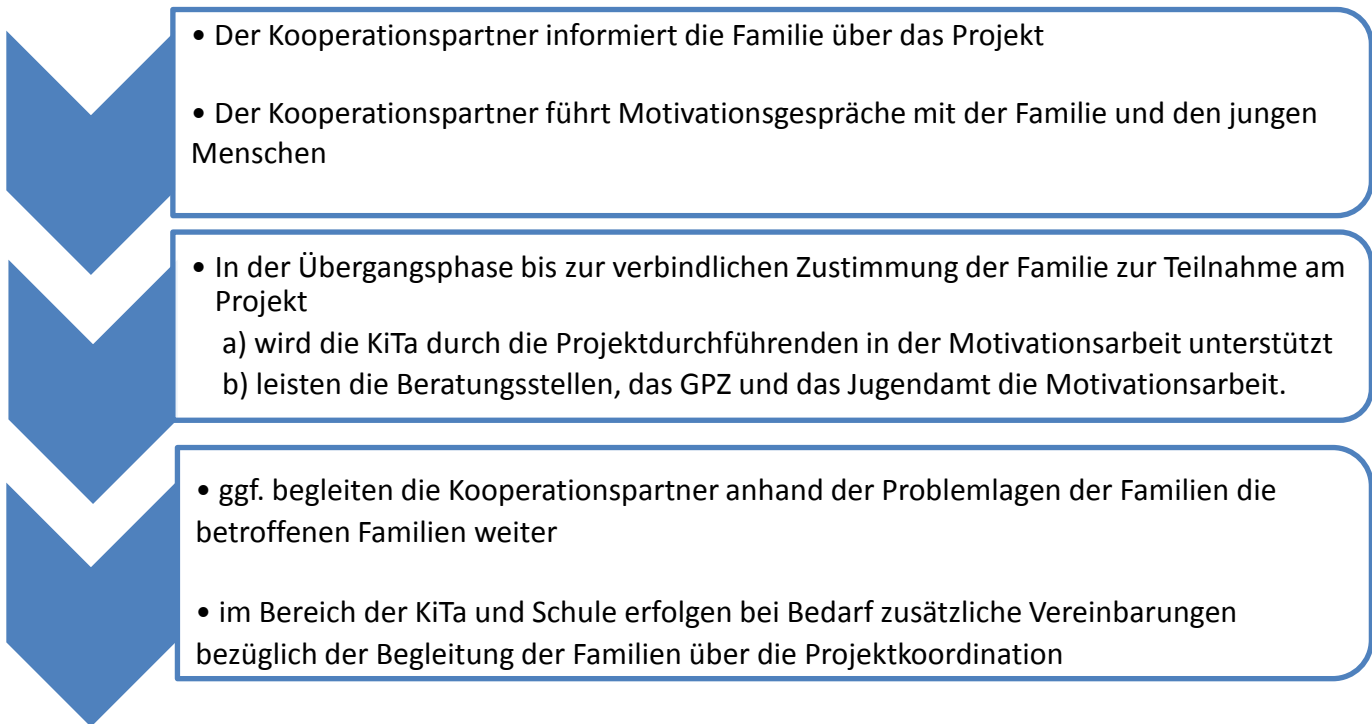 • Der Kooperationspartner informiert die Familie über das Projekt
• Der Kooperationspartner führt Motivationsgespräche mit der Familie und den jungen
Menschen
• In der Übergangsphase bis zur verbindlichen Zustimmung der Familie zur Teilnahme am
Projekt
a) wird die KiTa durch die Projektdurchführenden in der Motivationsarbeit unterstützt
b) leisten die Beratungsstellen, das GPZ und das Jugendamt die Motivationsarbeit.
• ggf. begleiten die Kooperationspartner anhand der Problemlagen der Familien die
betroffenen Familien weiter
• im Bereich der KiTa und Schule erfolgen bei Bedarf zusätzliche Vereinbarungen
bezüglich der Begleitung der Familien über die Projektkoordination